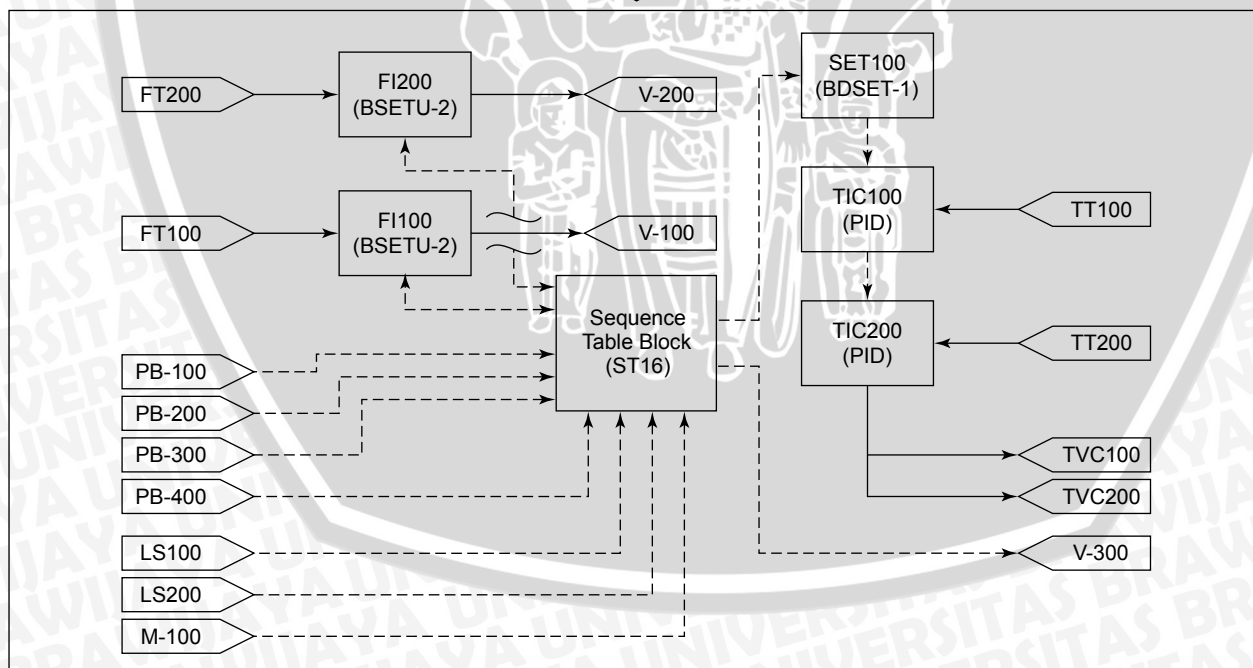 FT200
FI200
(BSETU-2)
V-200
SET100
(BDSET-1)
FT100
FI100
(BSETU-2)
V-100
TIC100
(PID)
TT100
Sequence
Table Block
(ST16)
TIC200
(PID)
TT200
PB-100
PB-200
PB-300
PB-400
TVC100
TVC200
LS100
LS200
M-100
V-300